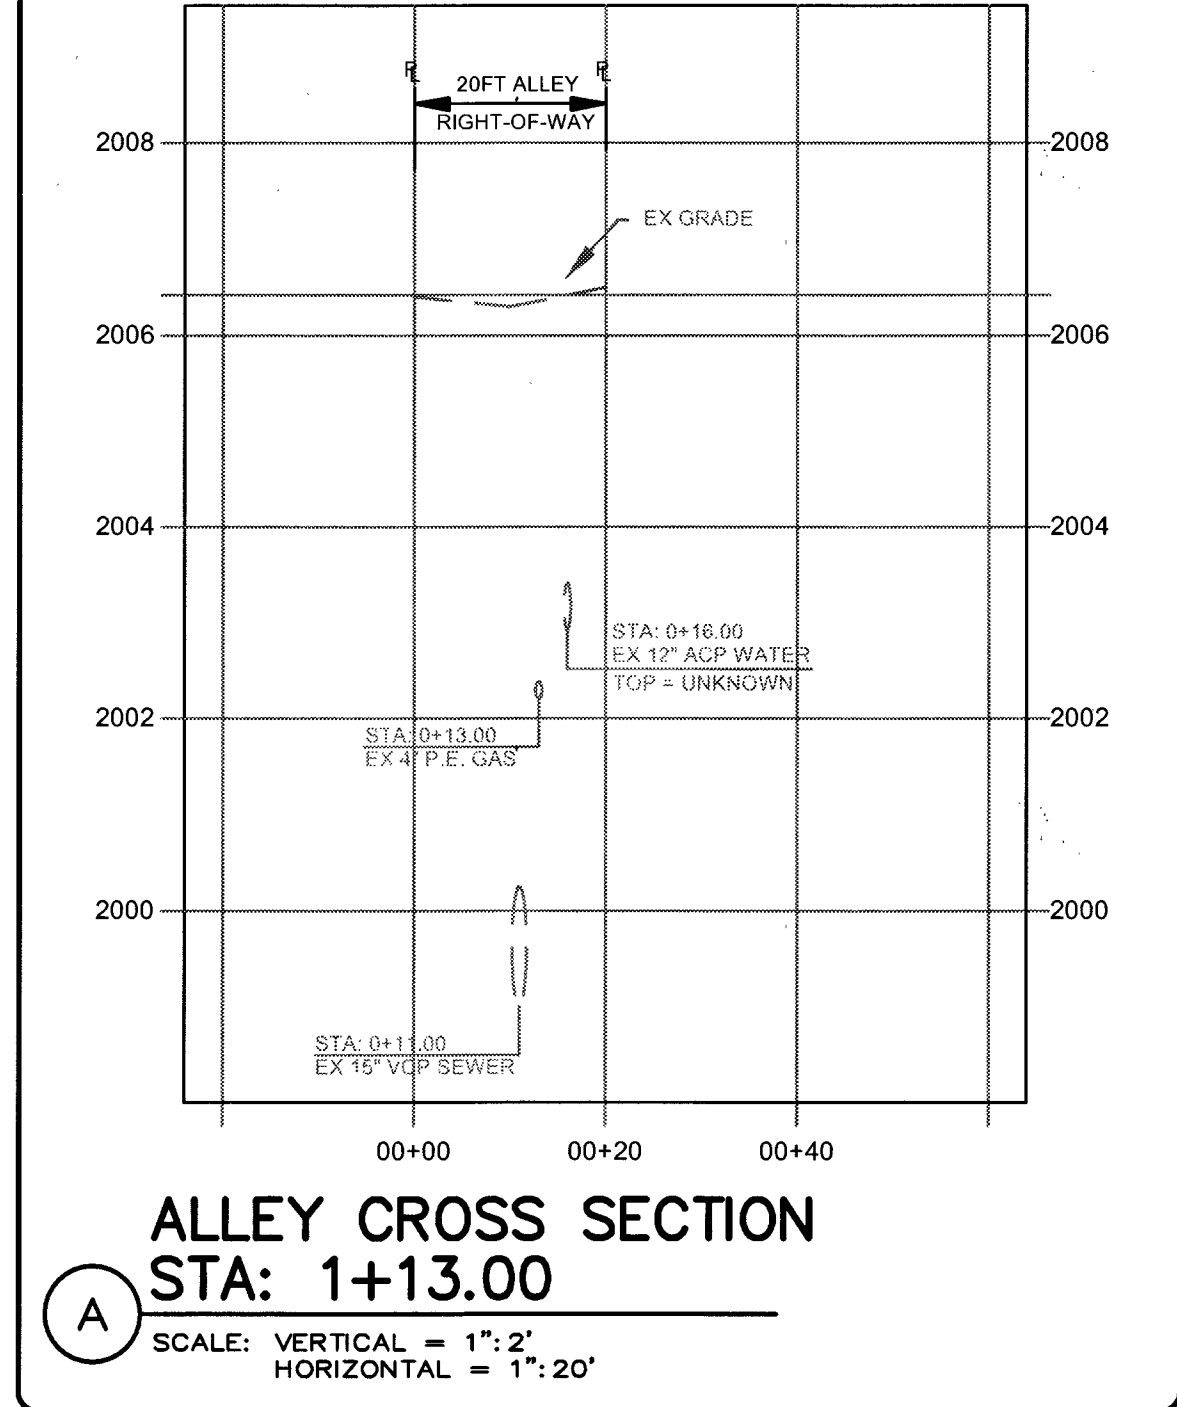 PL PL
20FT ALLEY
RIGHT-OF-WAY
2008 2008
EX GRADE
2006 2006
2004 2004
STA: 0+16.00
EX 12" ACP WATER
TOP = UNKNOWN
2002 2002
STA: 0+13.00
EX 4" P.E. GAS
2000 2000
STA: 0+11.00
EX 15" VCP SEWER
00+00 00+20 00+40
ALLEY CROSS SECTION
STA: 1+13.00
A
SCALE: VERTICAL = 1":2'
HORIZONTAL = 1":20'